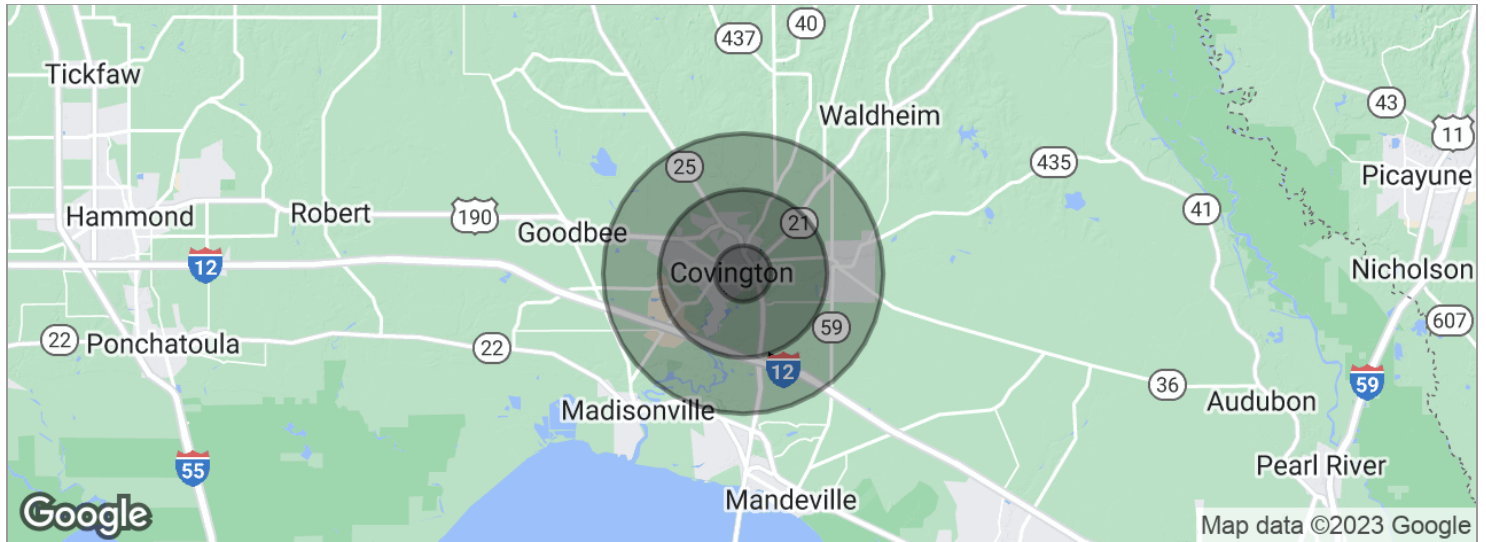 40
437
Tickfaw
43
Waldheim
11
25
435
Picayune
41
Hammond
Robert
190
21
Goodbee
12
Covington
Nicholson
607
59
22
Ponchatoula
22
12
36
59
Audubon
Madisonville
55
Pearl River
Mandeville
Google
Map data ©2023 Google